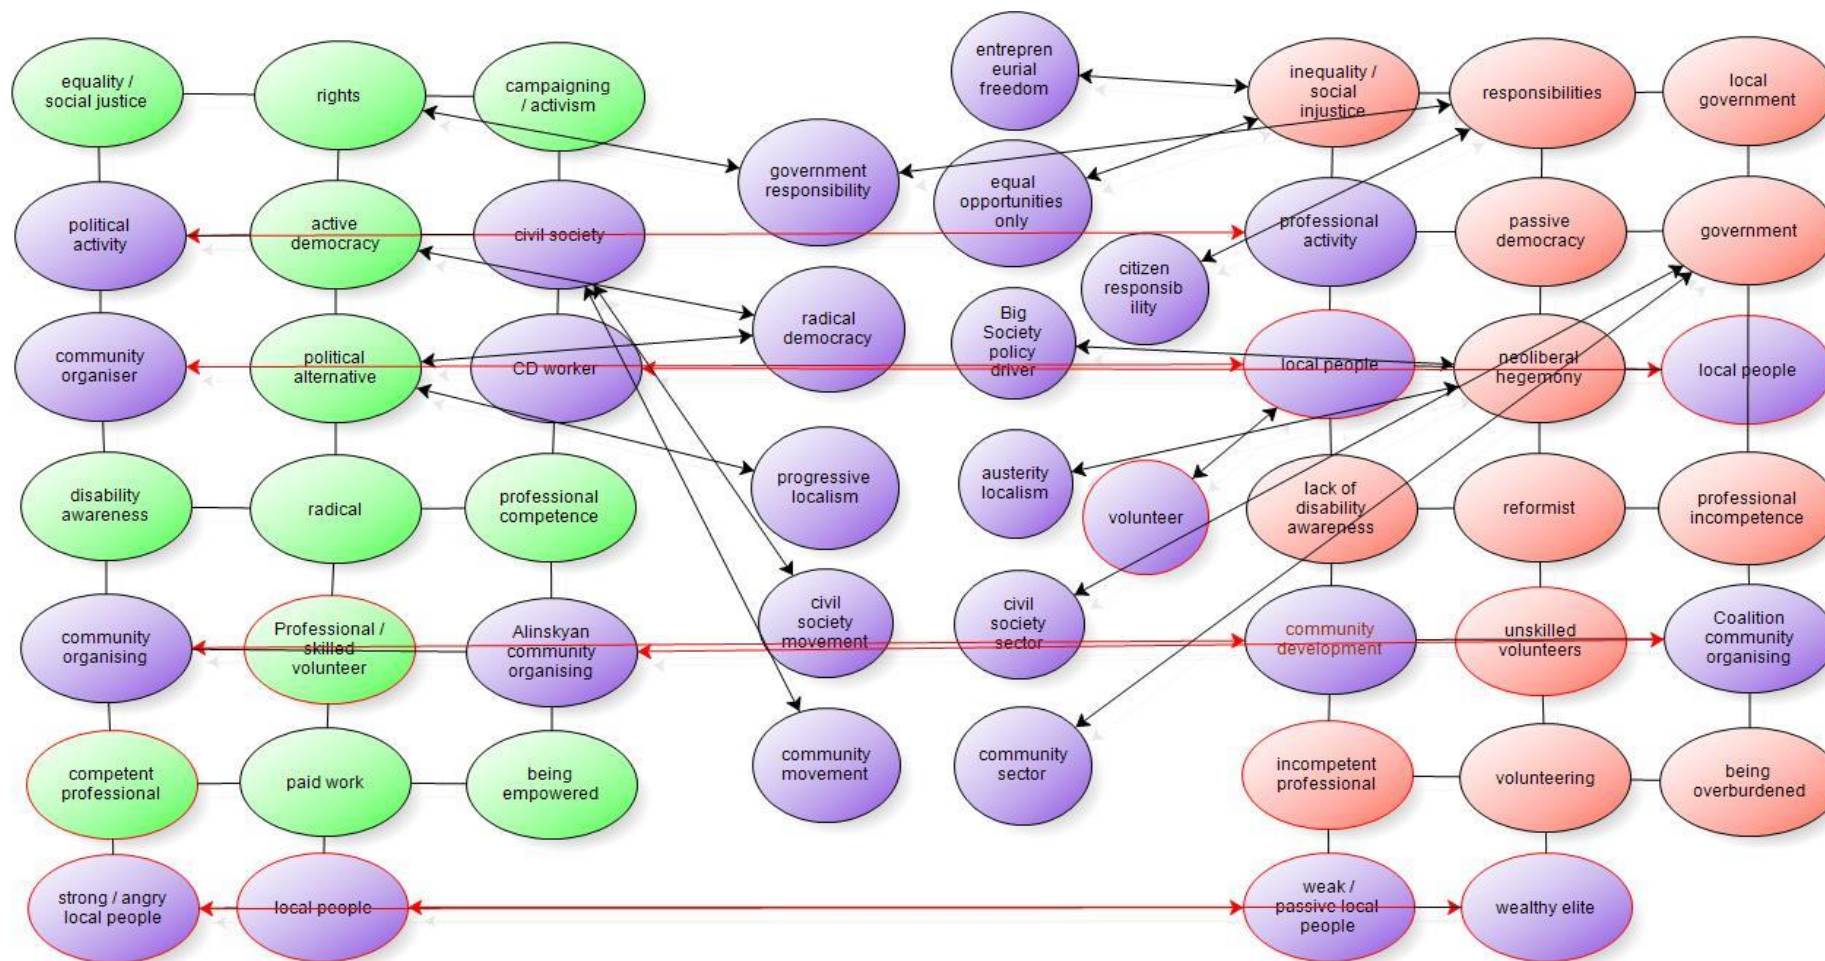 equality /
social justice
rights
campaigning
/ activism
entrepren
eurial
freedom
inequality /
social
injustice
responsibilities
local
government
government
responsibility
equal
opportunities
only
political
activity
active
democracy
civil society
citizen
responsib
ility
professional
activity
passive
democracy
government
radical
democracy
Big
Society
policy
driver
community
organiser
political
alternative
CD worker
local people
neoliberal
hegemony
local people
disability
awareness
radical
professional
competence
progressive
localism
austerity
localism
volunteer
lack of
disability
awareness
reformist
professional
incompetence
community
organising
Professional /
skilled
volunteer
Alinskyan
community
organising
civil
society
movement
civil
society
sector
community
development
unskilled
volunteers
Coalition
community
organising
competent
professional
paid work
being
empowered
community
movement
community
sector
incompetent
professional
volunteering
being
overburdened
strong / angry
local people
local people
weak /
passive local
people
wealthy elite